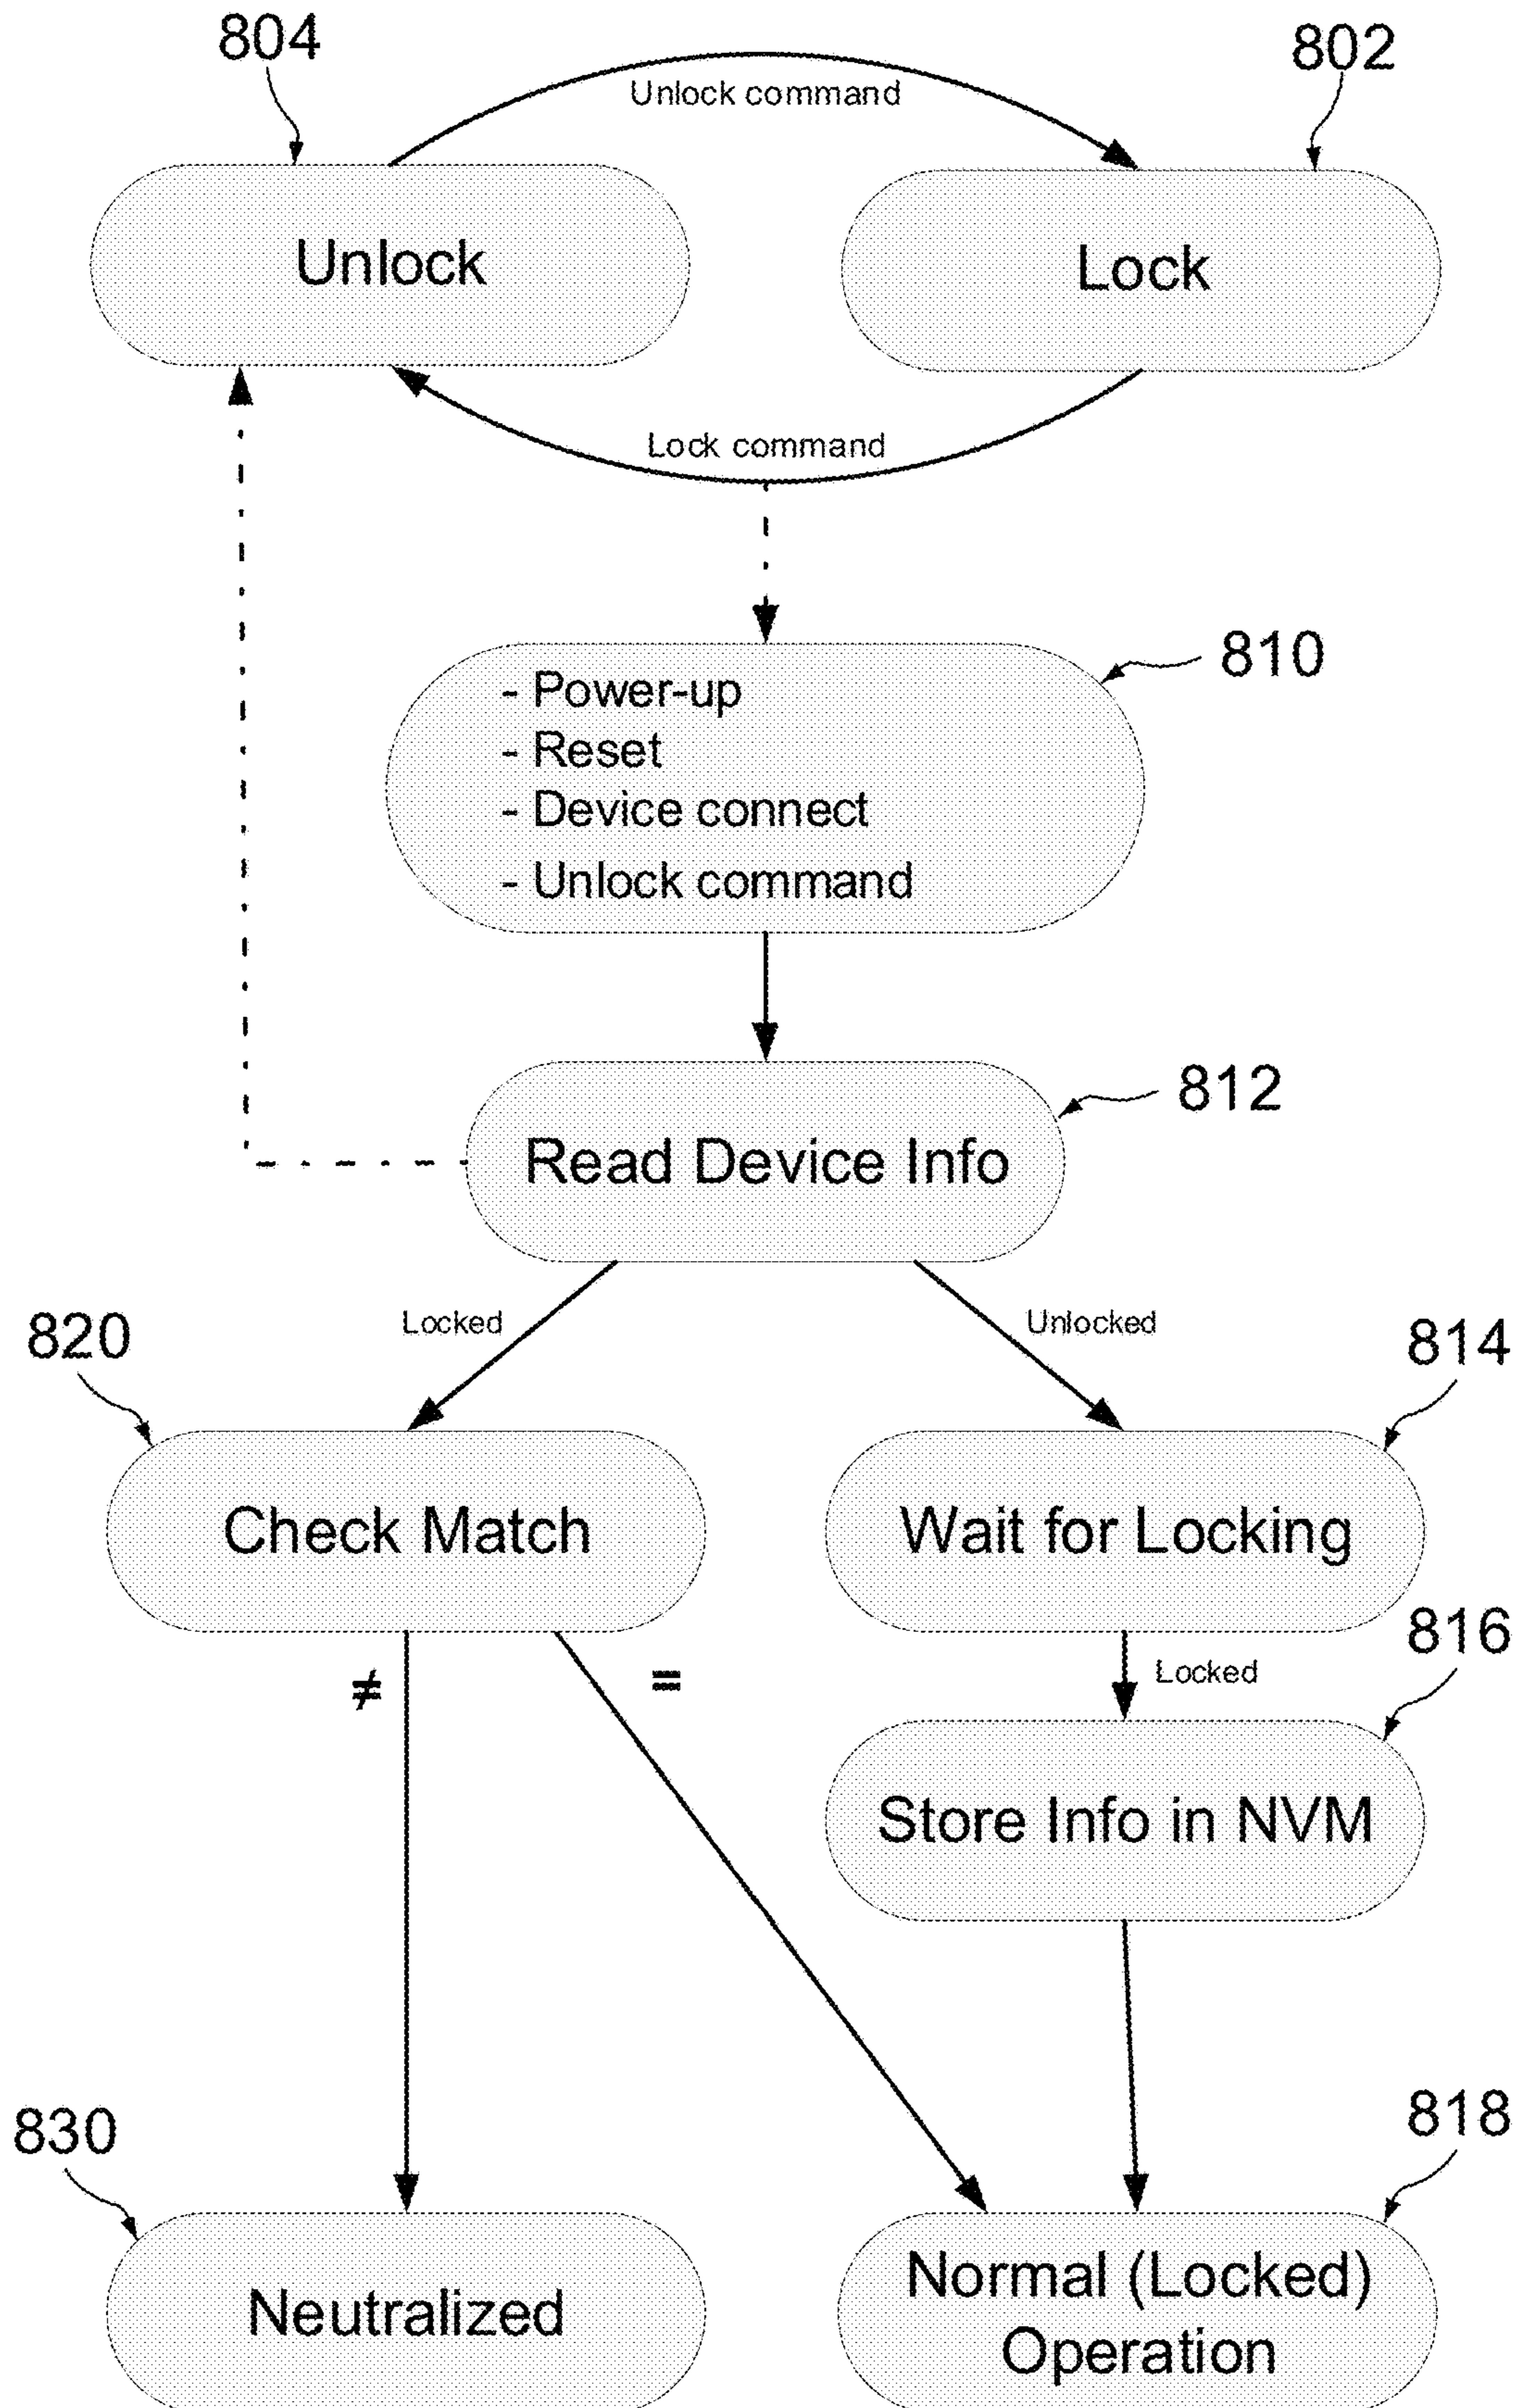 804
802
Unlock command
Unlock
Lock
Lock command
810
- Power-up
- Reset
- Device connect
- Unlock command
812
Read Device Info
Locked
Unlocked
820
814
Check Match
Wait for Locking
816
≠
=
Locked
Store Info in NVM
830
818
Neutralized
Normal (Locked)
Operation